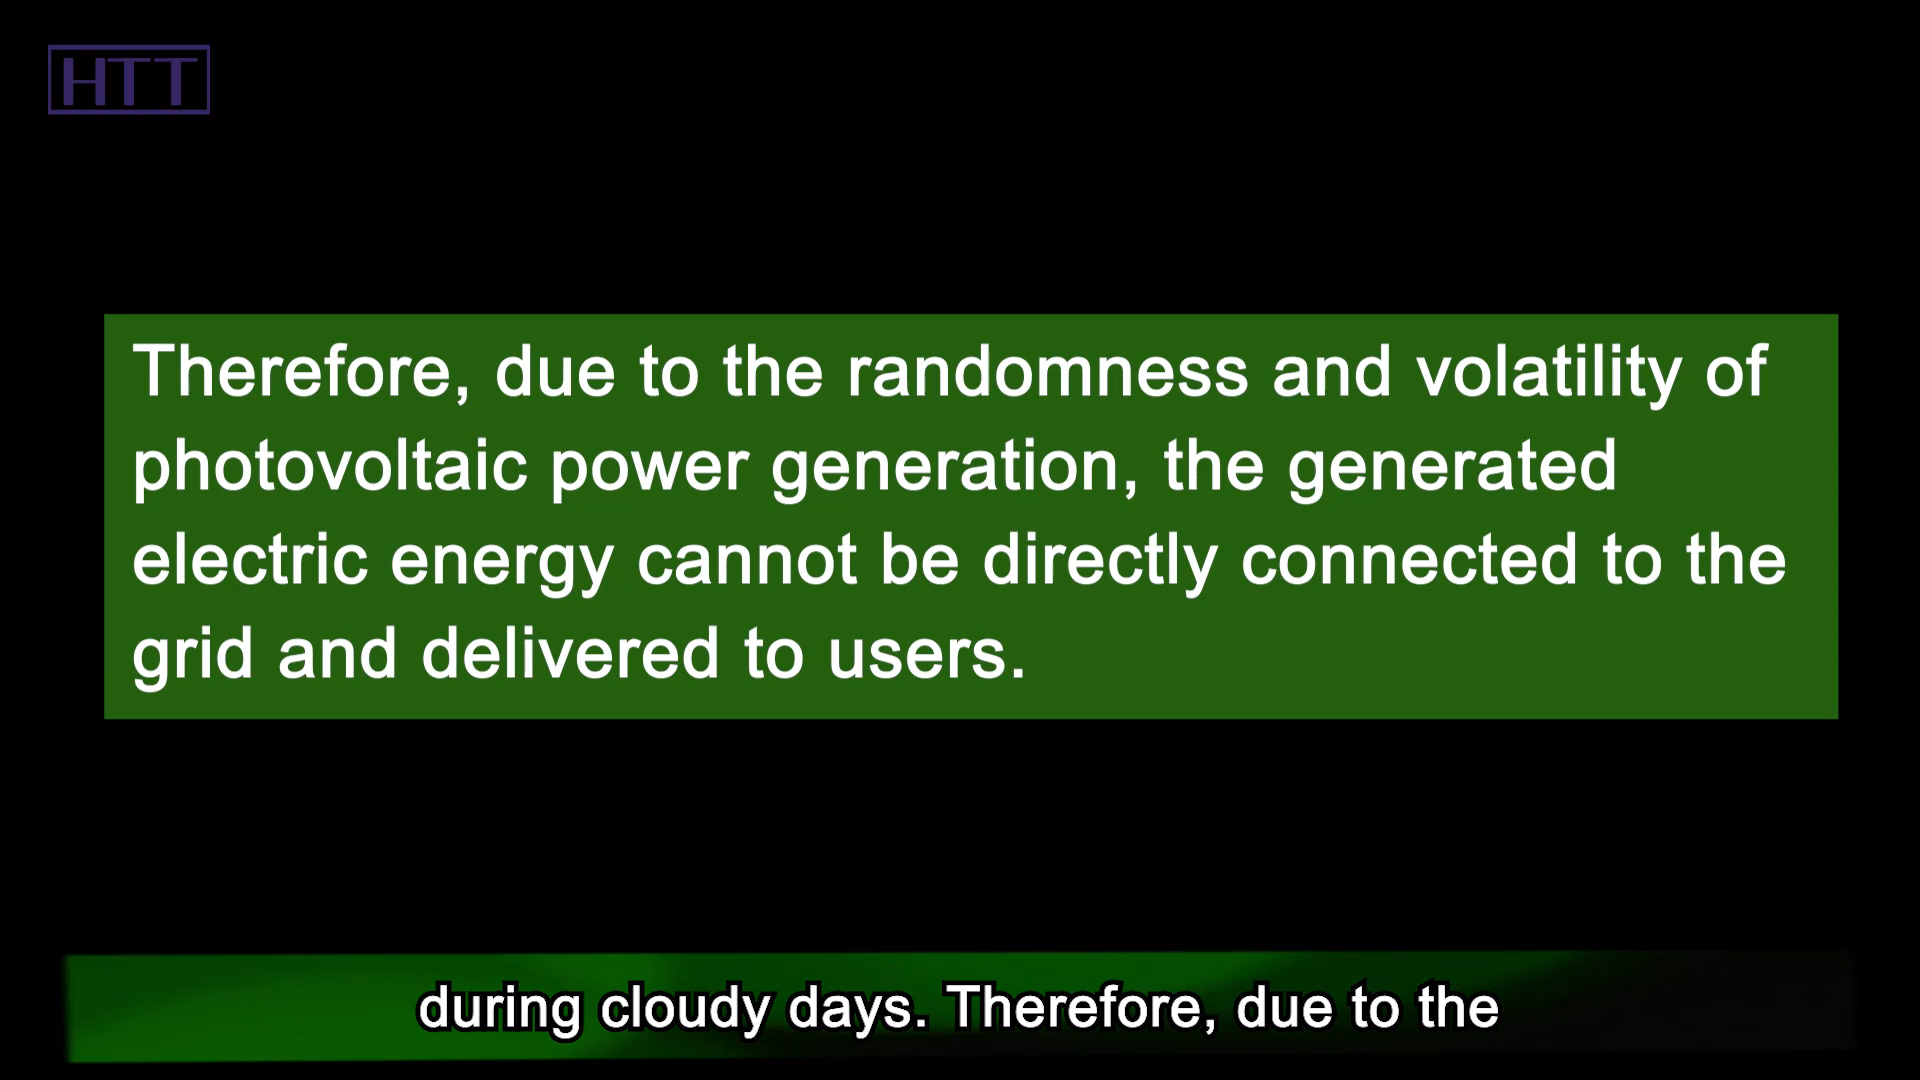 HTT
Therefore, due to the randomness and volatility of
photovoltaic power generation, the generated
electric energy cannot be directly connected to the
grid and delivered to users.
during cloudy days. Therefore, due to the